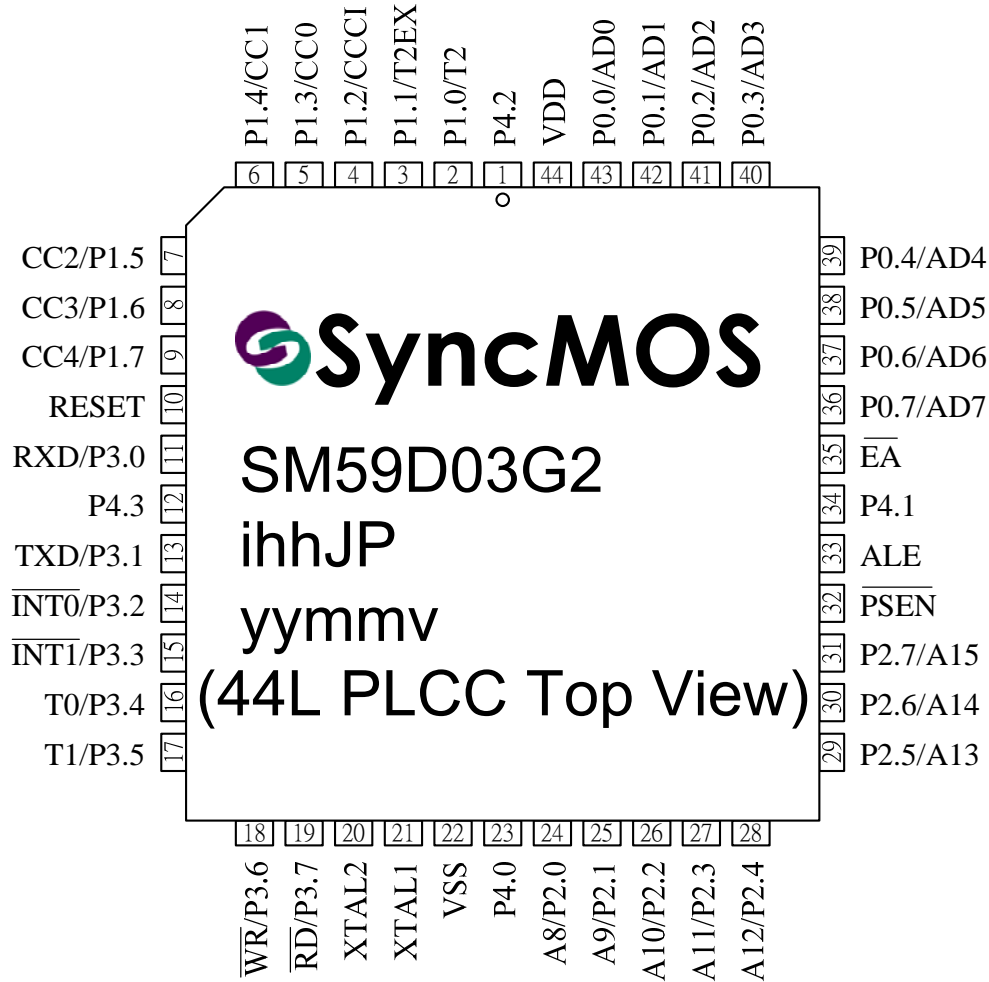 P1.4/CC1
P1.3/CC0
P1.2/CCCI
P1.1/T2EX
P1.0/T2
P4.2
VDD
P0.0/AD0
P0.1/AD1
P0.2/AD2
P0.3/AD3
6 5 4 3 2 1 44 43 42 41 40
CC2/P1.5 7
CC3/P1.6 8
CC4/P1.7 9
RESET 10
RXD/P3.0 11
P4.3 12
TXD/P3.1 13
INT0/P3.2 14
INT1/P3.3 15
T0/P3.4 16
T1/P3.5 17
SyncMOS
SM59D03G2
ihhJP
yymmv
(44L PLCC Top View)
39 P0.4/AD4
38 P0.5/AD5
37 P0.6/AD6
36 P0.7/AD7
35 EA
34 P4.1
33 ALE
32 PSEN
31 P2.7/A15
30 P2.6/A14
29 P2.5/A13
18 19 20 21 22 23 24 25 26 27 28
WR/P3.6
RD/P3.7
XTAL2
XTAL1
VSS
P4.0
A8/P2.0
A9/P2.1
A10/P2.2
A11/P2.3
A12/P2.4